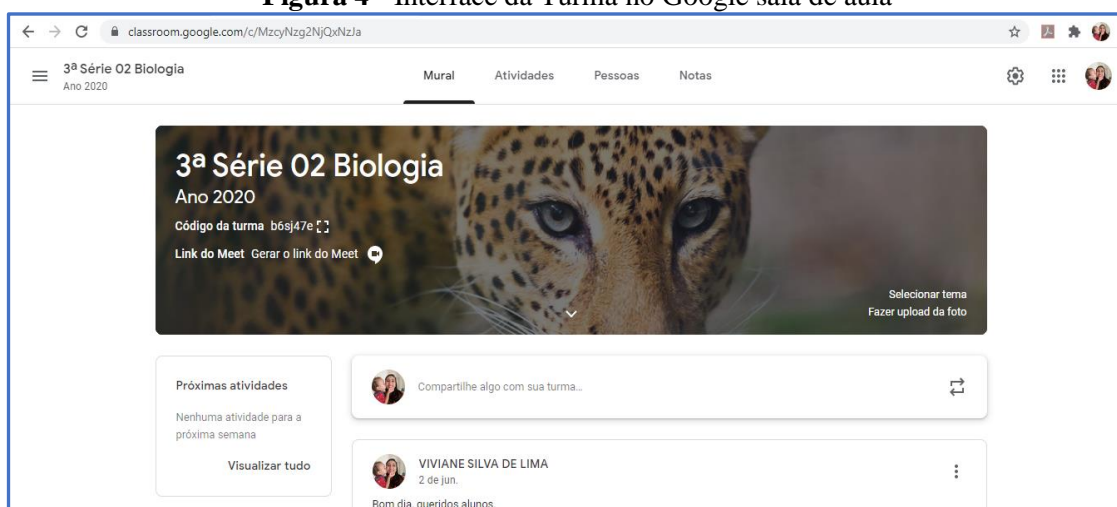 Figura 4 - Interface da Turma no Google sala de aula
classroom.google.com/c/MzcyNzg2NjQxNzJa
3ª Série 02 Biologia
Ano 2020
Mural Atividades Pessoas Notas
3ª Série 02 Biologia
Ano 2020
Código da turma b6sj47e
Link do Meet Gerar o link do Meet
Selecionar tema
Fazer upload da foto
Próximas atividades
Nenhuma atividade para a
próxima semana
Visualizar tudo
Compartilhe algo com sua turma...
VIVIANE SILVA DE LIMA
2 de jun.
Bom dia, queridos alunos